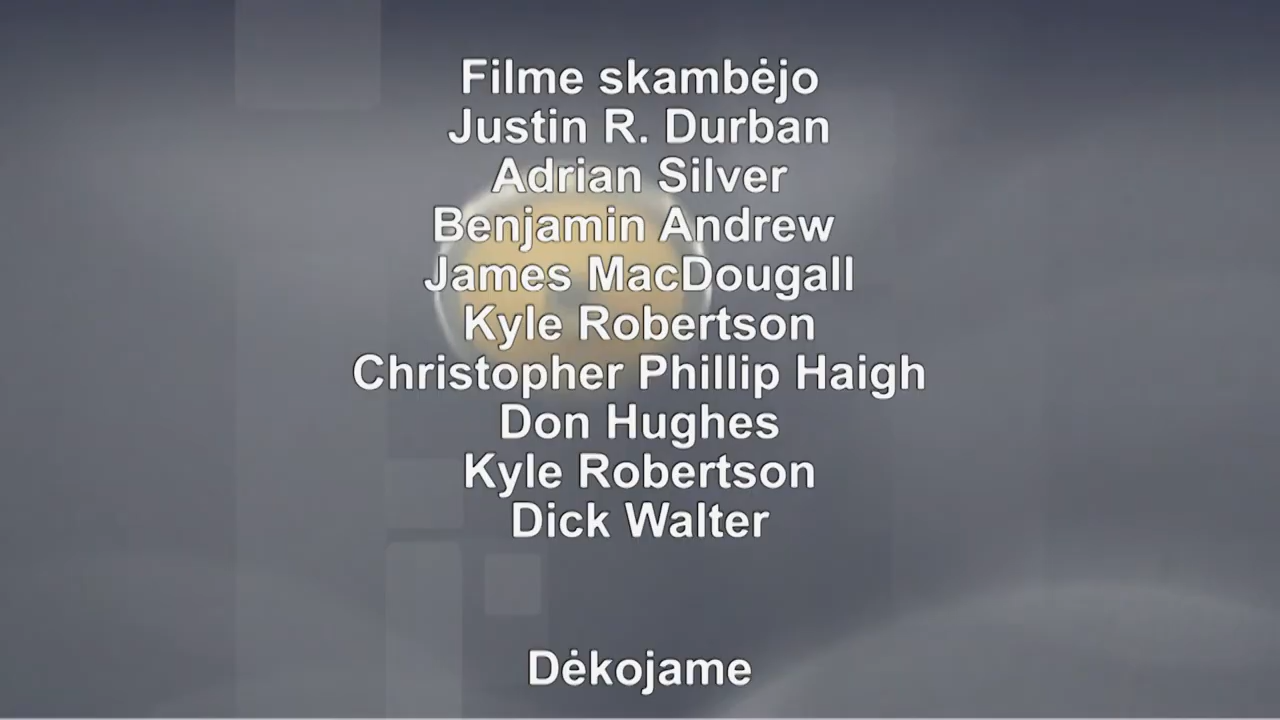 Filme skambėjo
Justin R. Durban
Adrian Silver
Benjamin Andrew
James MacDougall
Kyle Robertson
Christopher Phillip Haigh
Don Hughes
Kyle Robertson
Dick Walter
Dėkojame